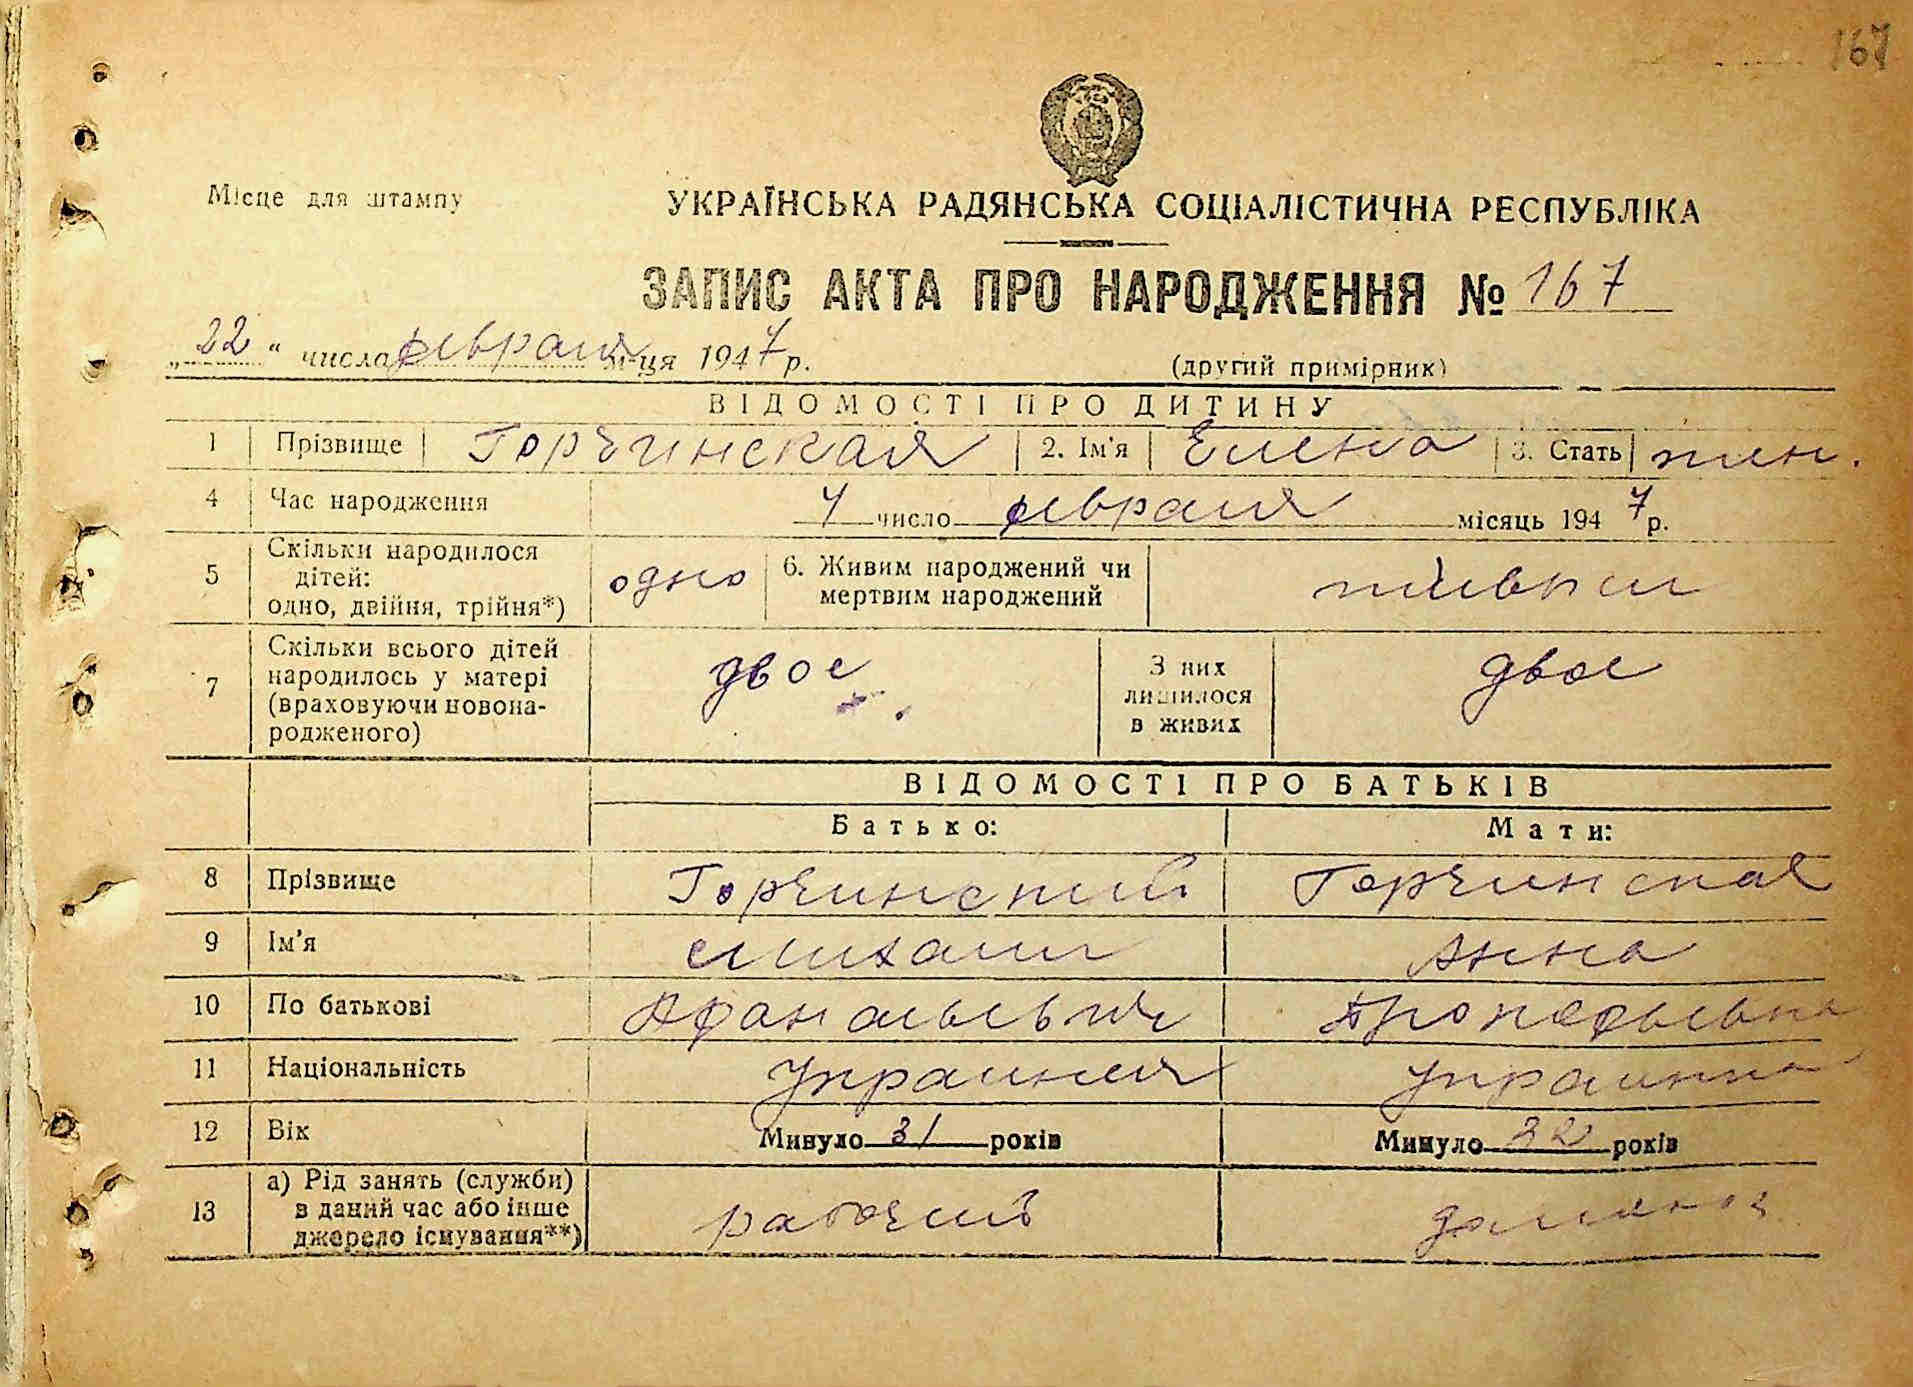 167
Місце для штампу
УКРАЇНСЬКА РАДЯНСЬКА СОЦІАЛІСТИЧНА РЕСПУБЛІКА
ЗАПИС АКТА ПРО НАРОДЖЕННЯ № 167
„22“ числа февраля м-ця 1947 р.
(другий примірник)
ВІДОМОСТІ ПРО ДИТИНУ
1 Прізвище Горчинская 2. Ім'я Елена 3. Стать жен.
4 Час народження 4 число февраля місяць 1947 р.
5 Скільки народилося дітей: одно, двійня, трійня*) одно 6. Живим народжений чи мертвим народжений
7 Скільки всього дітей народилось у матері (враховуючи новонародженого) двое З них лишилося в живих двое
ВІДОМОСТІ ПРО БАТЬКІВ
Батько: Мати:
8 Прізвище Горчинский Горчинская
9 Ім'я Михаил Анна
10 По батькові Афанасьевич Прокофьевна
11 Національність украинец украинка
12 Вік Минуло 31 років Минуло 32 років
13 а) Рід занять (служби) в даний час або інше джерело існування**) рабочий